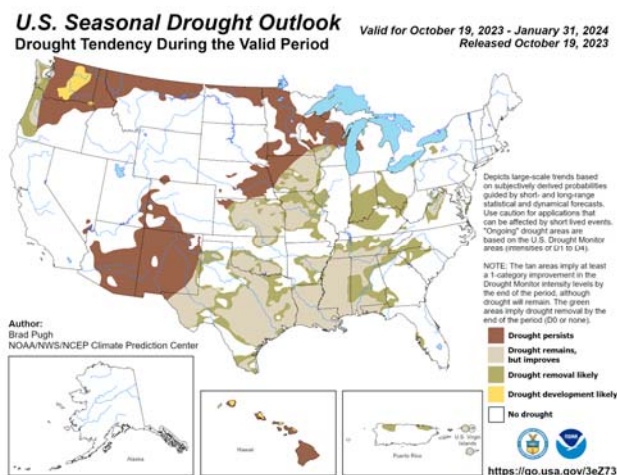 U.S. Seasonal Drought Outlook
Drought Tendency During the Valid Period
Valid for October 19, 2023 - January 31, 2024
Released October 19, 2023
Depicts large-scale trends based
on subjectively derived probabilities
guided by short- and long-range
statistical and dynamical forecasts.
Use caution for applications that
can be affected by short lived events.
"Ongoing" drought areas are
based on the U.S. Drought Monitor
areas (intensities of D1 to D4).
NOTE: The tan areas imply at least
a 1-category improvement in the
Drought Monitor intensity levels by
the end of the period, although
drought will remain. The green
areas imply drought removal by the
end of the period (D0 or none).
Author:
Brad Pugh
NOAA/NWS/NCEP Climate Prediction Center
Drought persists
Drought remains,
but improves
Drought removal likely
Drought development likely
No drought
Alaska
Hawaii
Puerto Rico
U.S. Virgin
Islands
NOAA
https://go.usa.gov/3eZ73